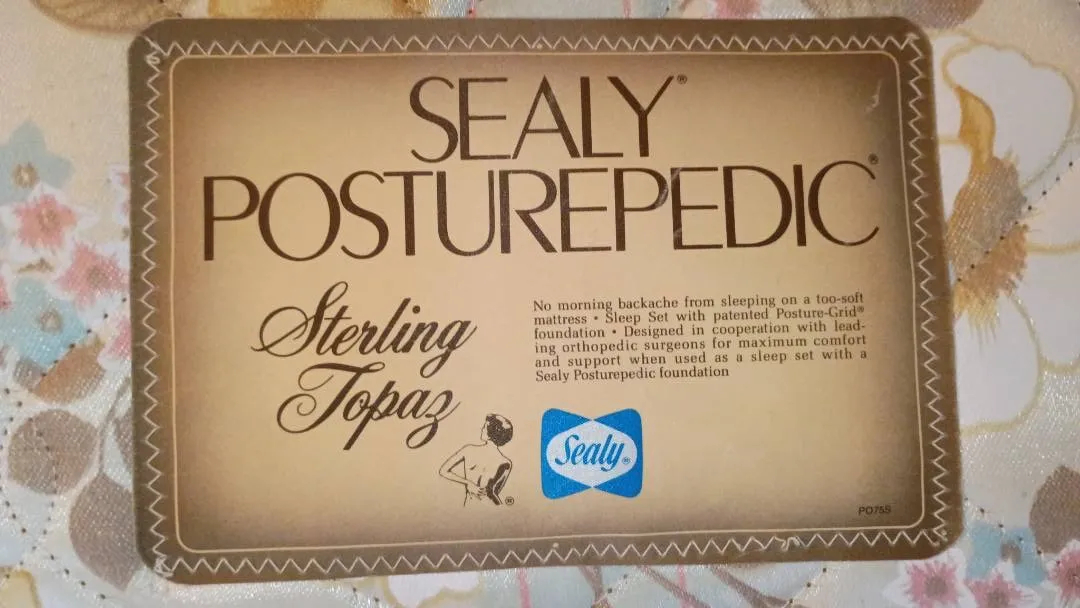 SEALY®
POSTUREPEDIC®
Sterling
Topaz
No morning backache from sleeping on a too-soft
mattress • Sleep Set with patented Posture-Grid®
foundation • Designed in cooperation with lead-
ing orthopedic surgeons for maximum comfort
and support when used as a sleep set with a
Sealy Posturepedic foundation
®
Sealy®
PO75S